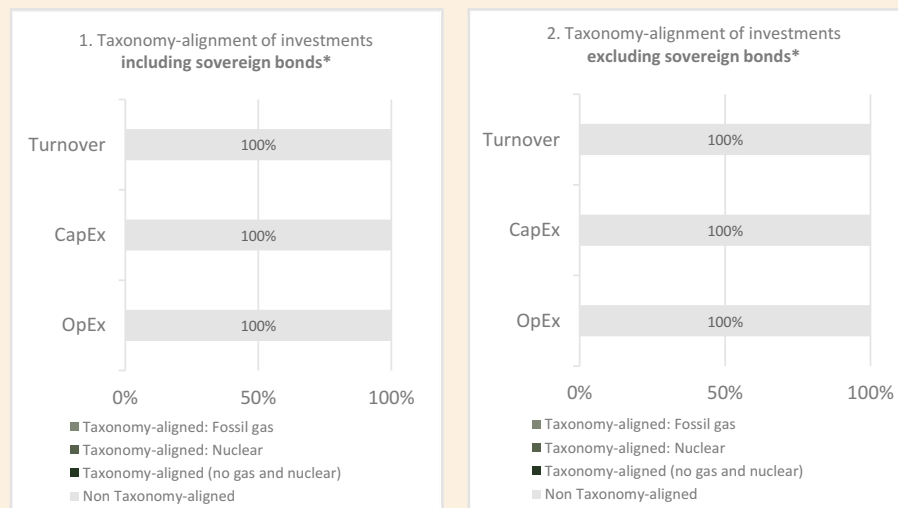 1. Taxonomy-alignment of investments
including sovereign bonds*
Turnover
100%
CapEx
100%
OpEx
100%
0%
50%
100%
Taxonomy-aligned: Fossil gas
Taxonomy-aligned: Nuclear
Taxonomy-aligned (no gas and nuclear)
Non Taxonomy-aligned
2. Taxonomy-alignment of investments
excluding sovereign bonds*
Turnover
100%
CapEx
100%
OpEx
100%
0%
50%
100%
Taxonomy-aligned: Fossil gas
Taxonomy-aligned: Nuclear
Taxonomy-aligned (no gas and nuclear)
Non Taxonomy-aligned